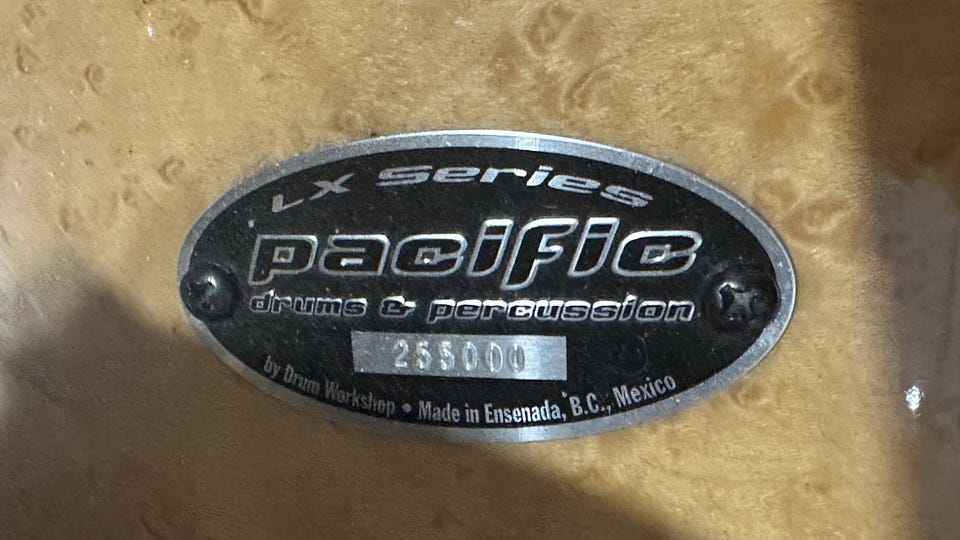 LX Series
pacific
drums & percussion
255000
by Drum Workshop • Made in Ensenada, B.C., Mexico